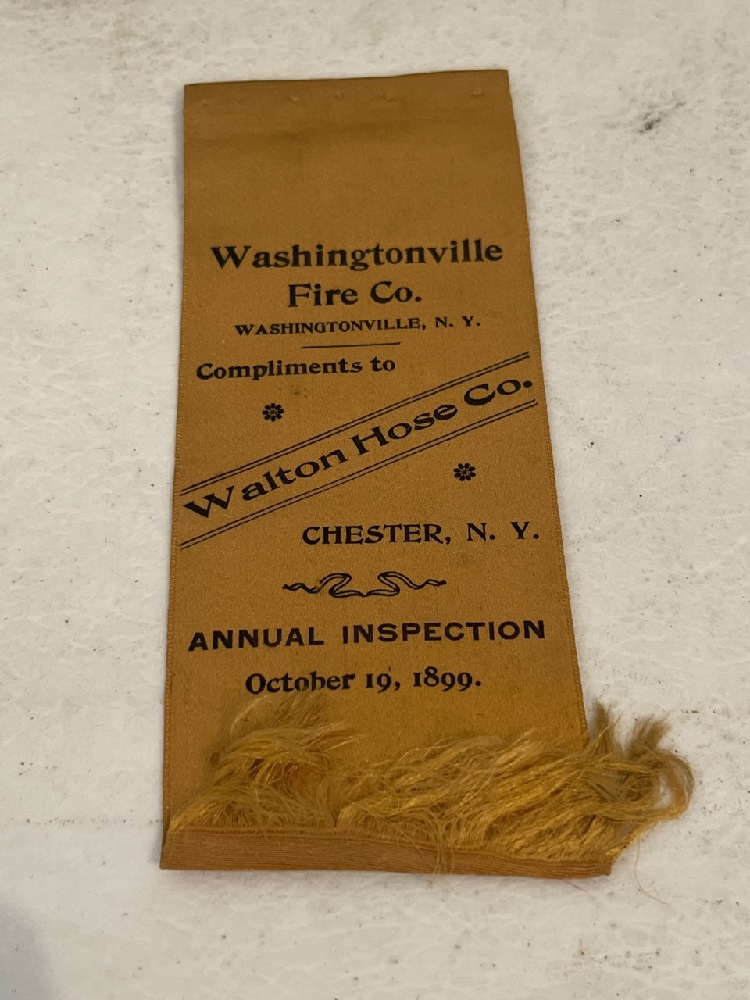 Washingtonville
Fire Co.
WASHINGTONVILLE, N. Y.
Compliments to
Walton Hose Co.
CHESTER, N. Y.
ANNUAL INSPECTION
October 19, 1899.